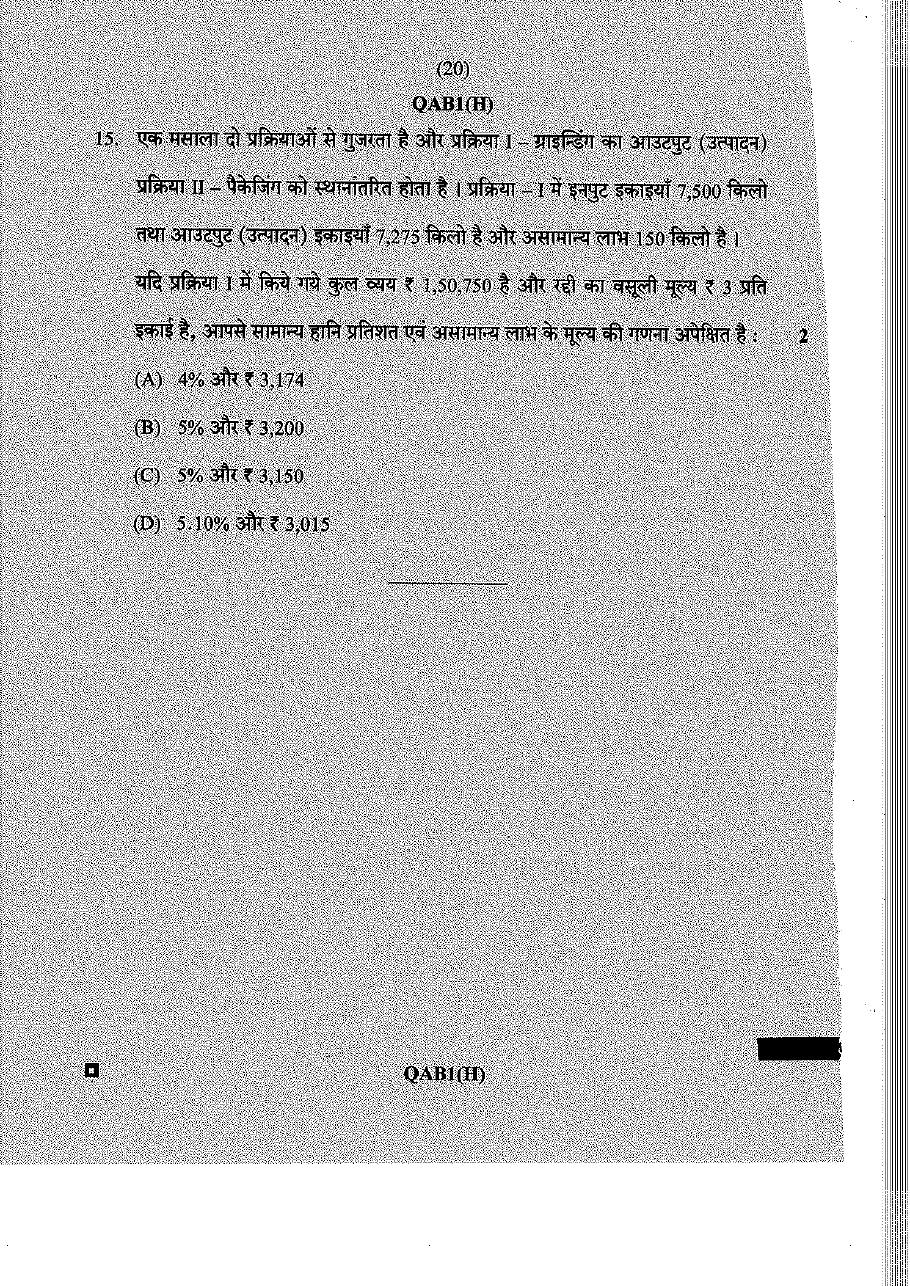 (20)
QAB1(H)
15. एक मसाला दो प्रक्रियाओं से गुजरता है और प्रक्रिया I – ग्राइन्डिंग का आउटपुट (उत्पादन)
प्रक्रिया II – पैकेजिंग को स्थानांतरित होता है । प्रक्रिया – I में इनपुट इकाइयाँ 7,500 किलो
तथा आउटपुट (उत्पादन) इकाइयाँ 7,275 किलो है और असामान्य लाभ 150 किलो है ।
यदि प्रक्रिया I में किये गये कुल व्यय ₹ 1,50,750 है और रद्दी का वसूली मूल्य ₹ 3 प्रति
इकाई है, आपसे सामान्य हानि प्रतिशत एवं असामान्य लाभ के मूल्य की गणना अपेक्षित है : 2
(A) 4% और ₹ 3,174
(B) 5% और ₹ 3,200
(C) 5% और ₹ 3,150
(D) 5.10% और ₹ 3,015
QAB1(H)